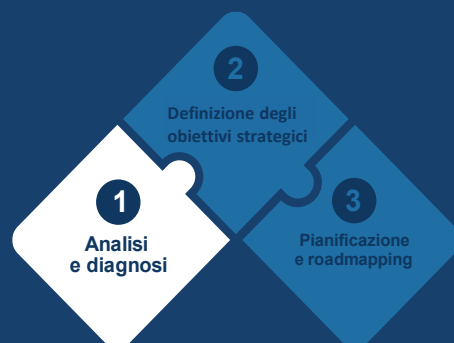 2
Definizione degli
obiettivi strategici
1
Analisi
e diagnosi
3
Pianificazione
e roadmapping